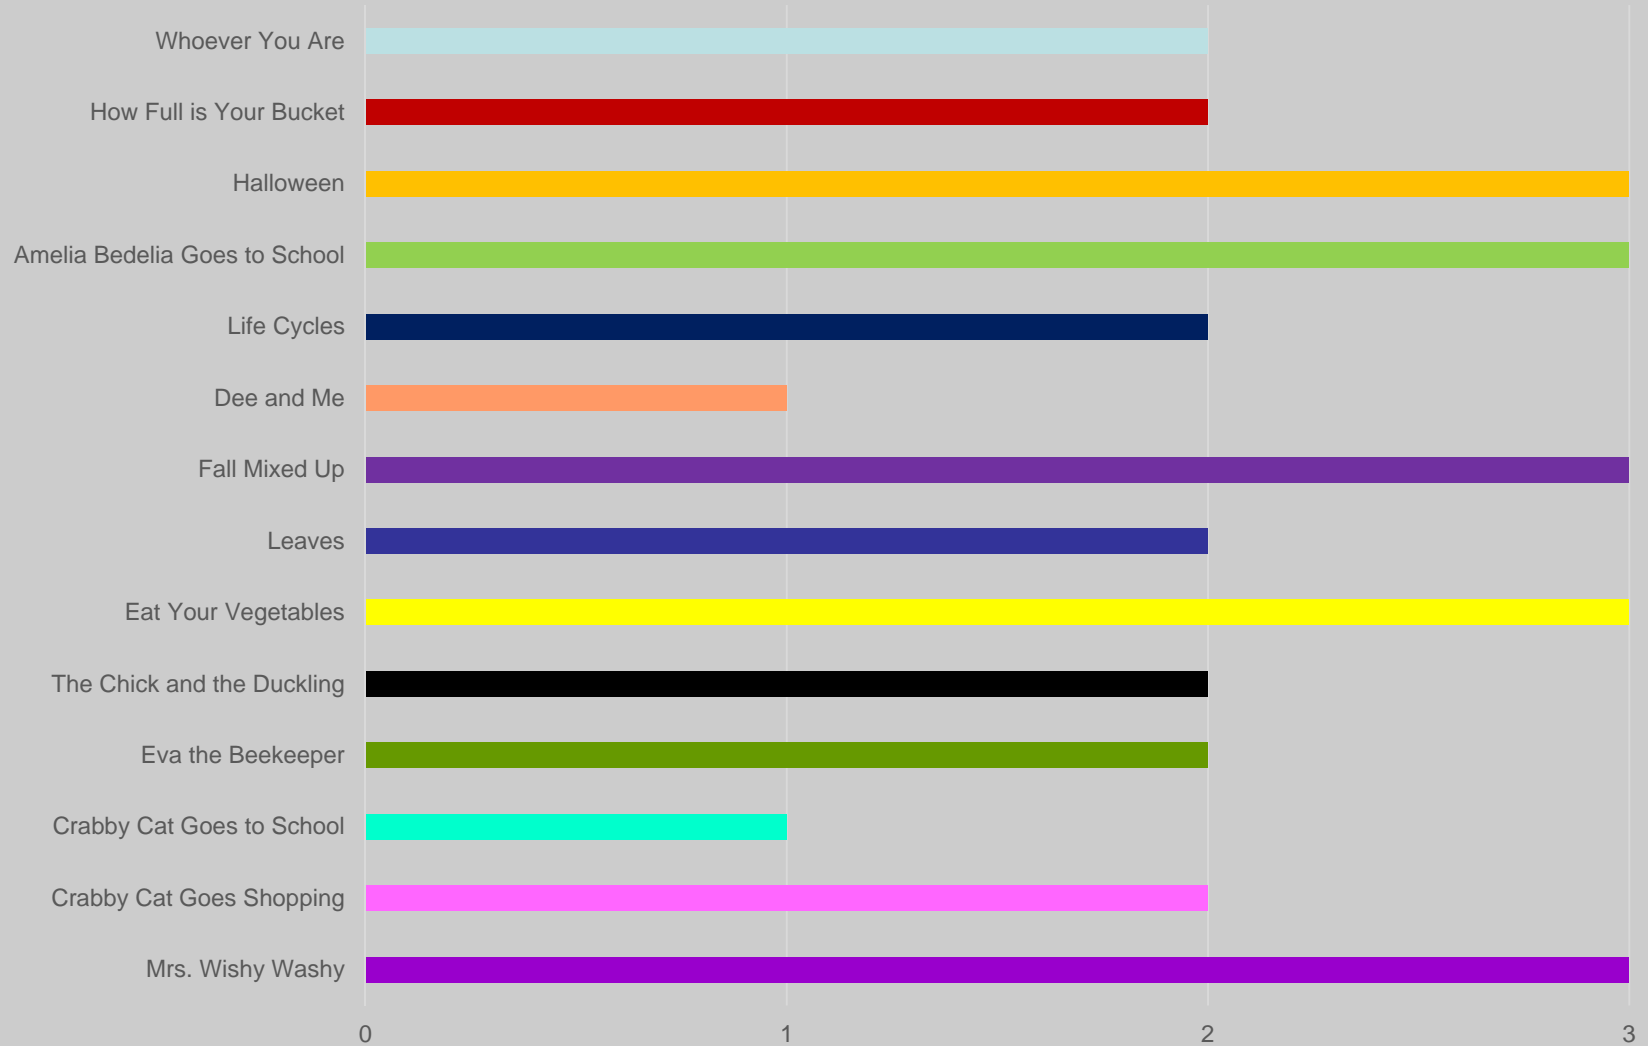 Whoever You Are
How Full is Your Bucket
Halloween
Amelia Bedelia Goes to School
Life Cycles
Dee and Me
Fall Mixed Up
Leaves
Eat Your Vegetables
The Chick and the Duckling
Eva the Beekeeper
Crabby Cat Goes to School
Crabby Cat Goes Shopping
Mrs. Wishy Washy
0 1 2 3